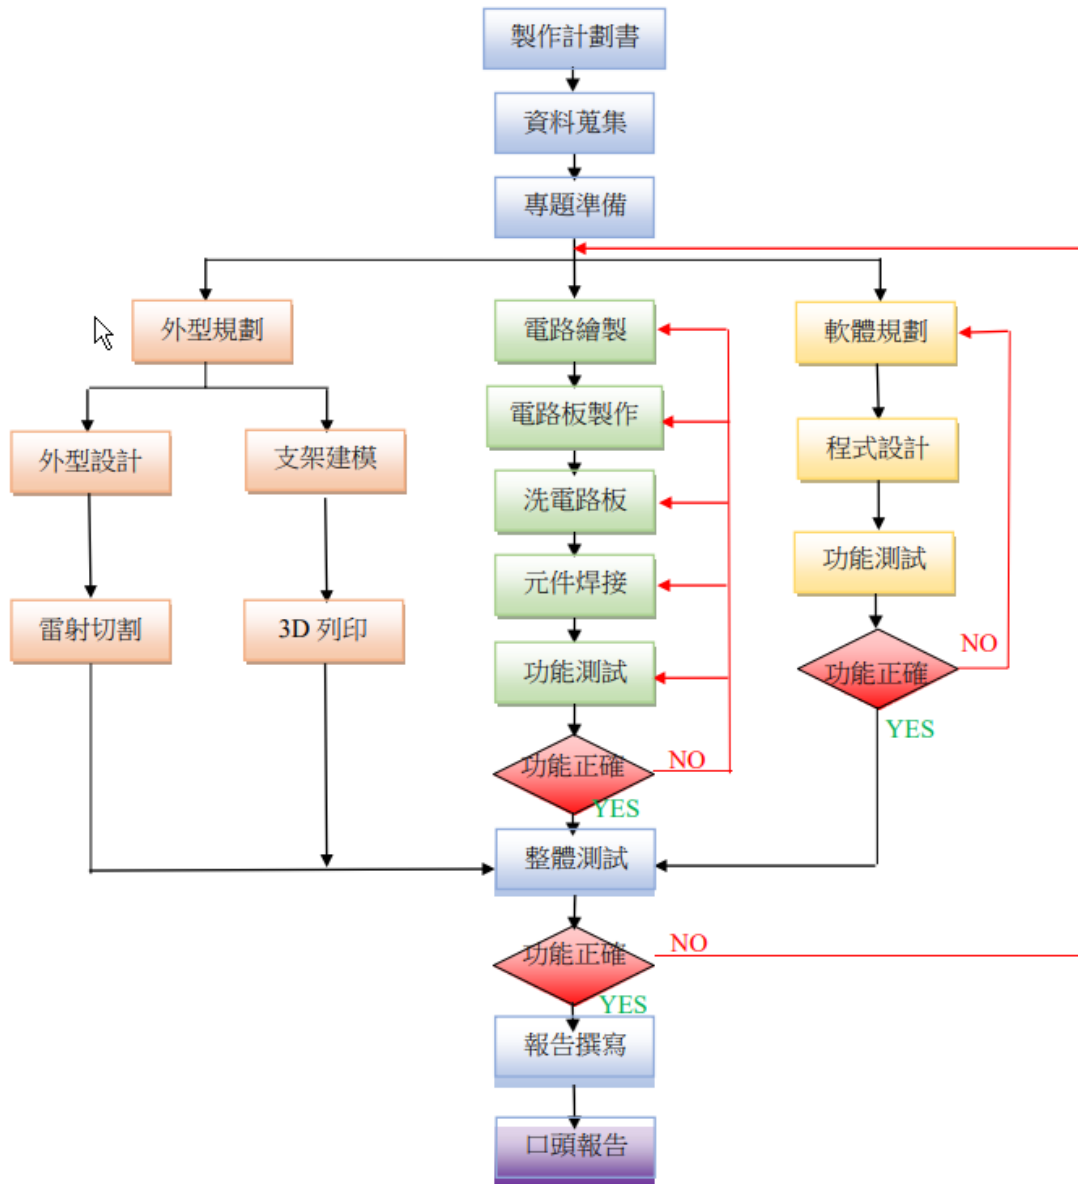 製作計劃書
資料蒐集
專題準備
外型規劃
電路繪製
軟體規劃
電路板製作
外型設計
支架建模
程式設計
洗電路板
功能測試
元件焊接
雷射切割
3D 列印
NO
功能測試
功能正確
YES
功能正確
NO
YES
整體測試
NO
功能正確
YES
報告撰寫
口頭報告